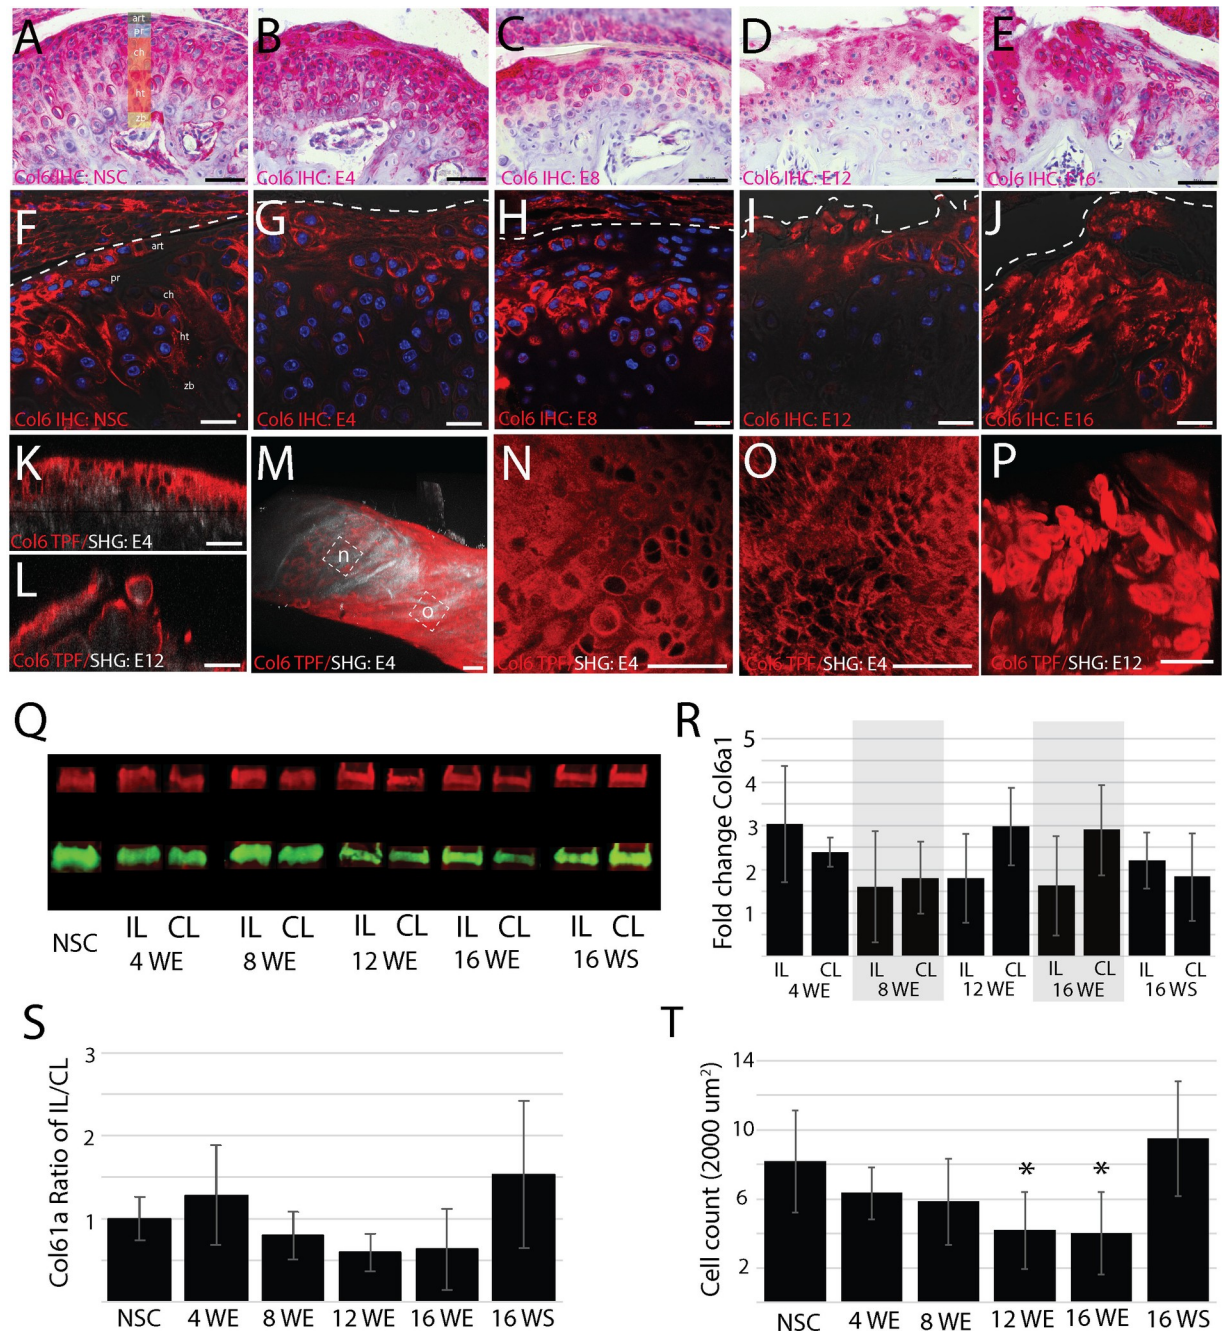 A
art
pr
ch
ht
zb
Col6 IHC: NSC
B
Col6 IHC: E4
C
Col6 IHC: E8
D
Col6 IHC: E12
E
Col6 IHC: E16
F
art
pr
ch
ht
zb
Col6 IHC: NSC
G
Col6 IHC: E4
H
Col6 IHC: E8
I
Col6 IHC: E12
J
Col6 IHC: E16
K
Col6 TPF/SHG: E4
L
Col6 TPF/SHG: E12
M
n
o
Col6 TPF/SHG: E4
N
Col6 TPF/SHG: E4
O
Col6 TPF/SHG: E4
P
Col6 TPF/SHG: E12
Q
NSC
IL CL IL CL IL CL IL CL IL CL
4 WE 8 WE 12 WE 16 WE 16 WS
R
Fold change Col6a1
5
4
3
2
1
IL CL IL CL IL CL IL CL IL CL
4 WE 8 WE 12 WE 16 WE 16 WS
S
Col61a Ratio of IL/CL
3
2
1
NSC 4 WE 8 WE 12 WE 16 WE 16 WS
T
Cell count (2000 um²)
14
10
6
2
* *
NSC 4 WE 8 WE 12 WE 16 WE 16 WS